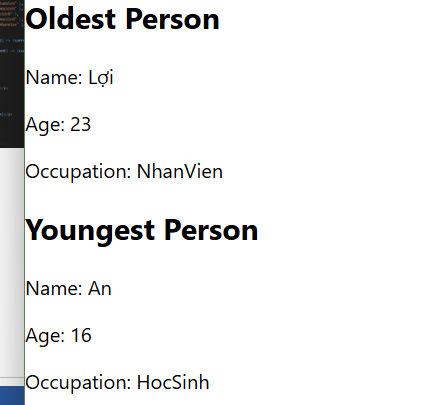 Oldest Person
Name: Lợi
Age: 23
Occupation: NhanVien
Youngest Person
Name: An
Age: 16
Occupation: HocSinh